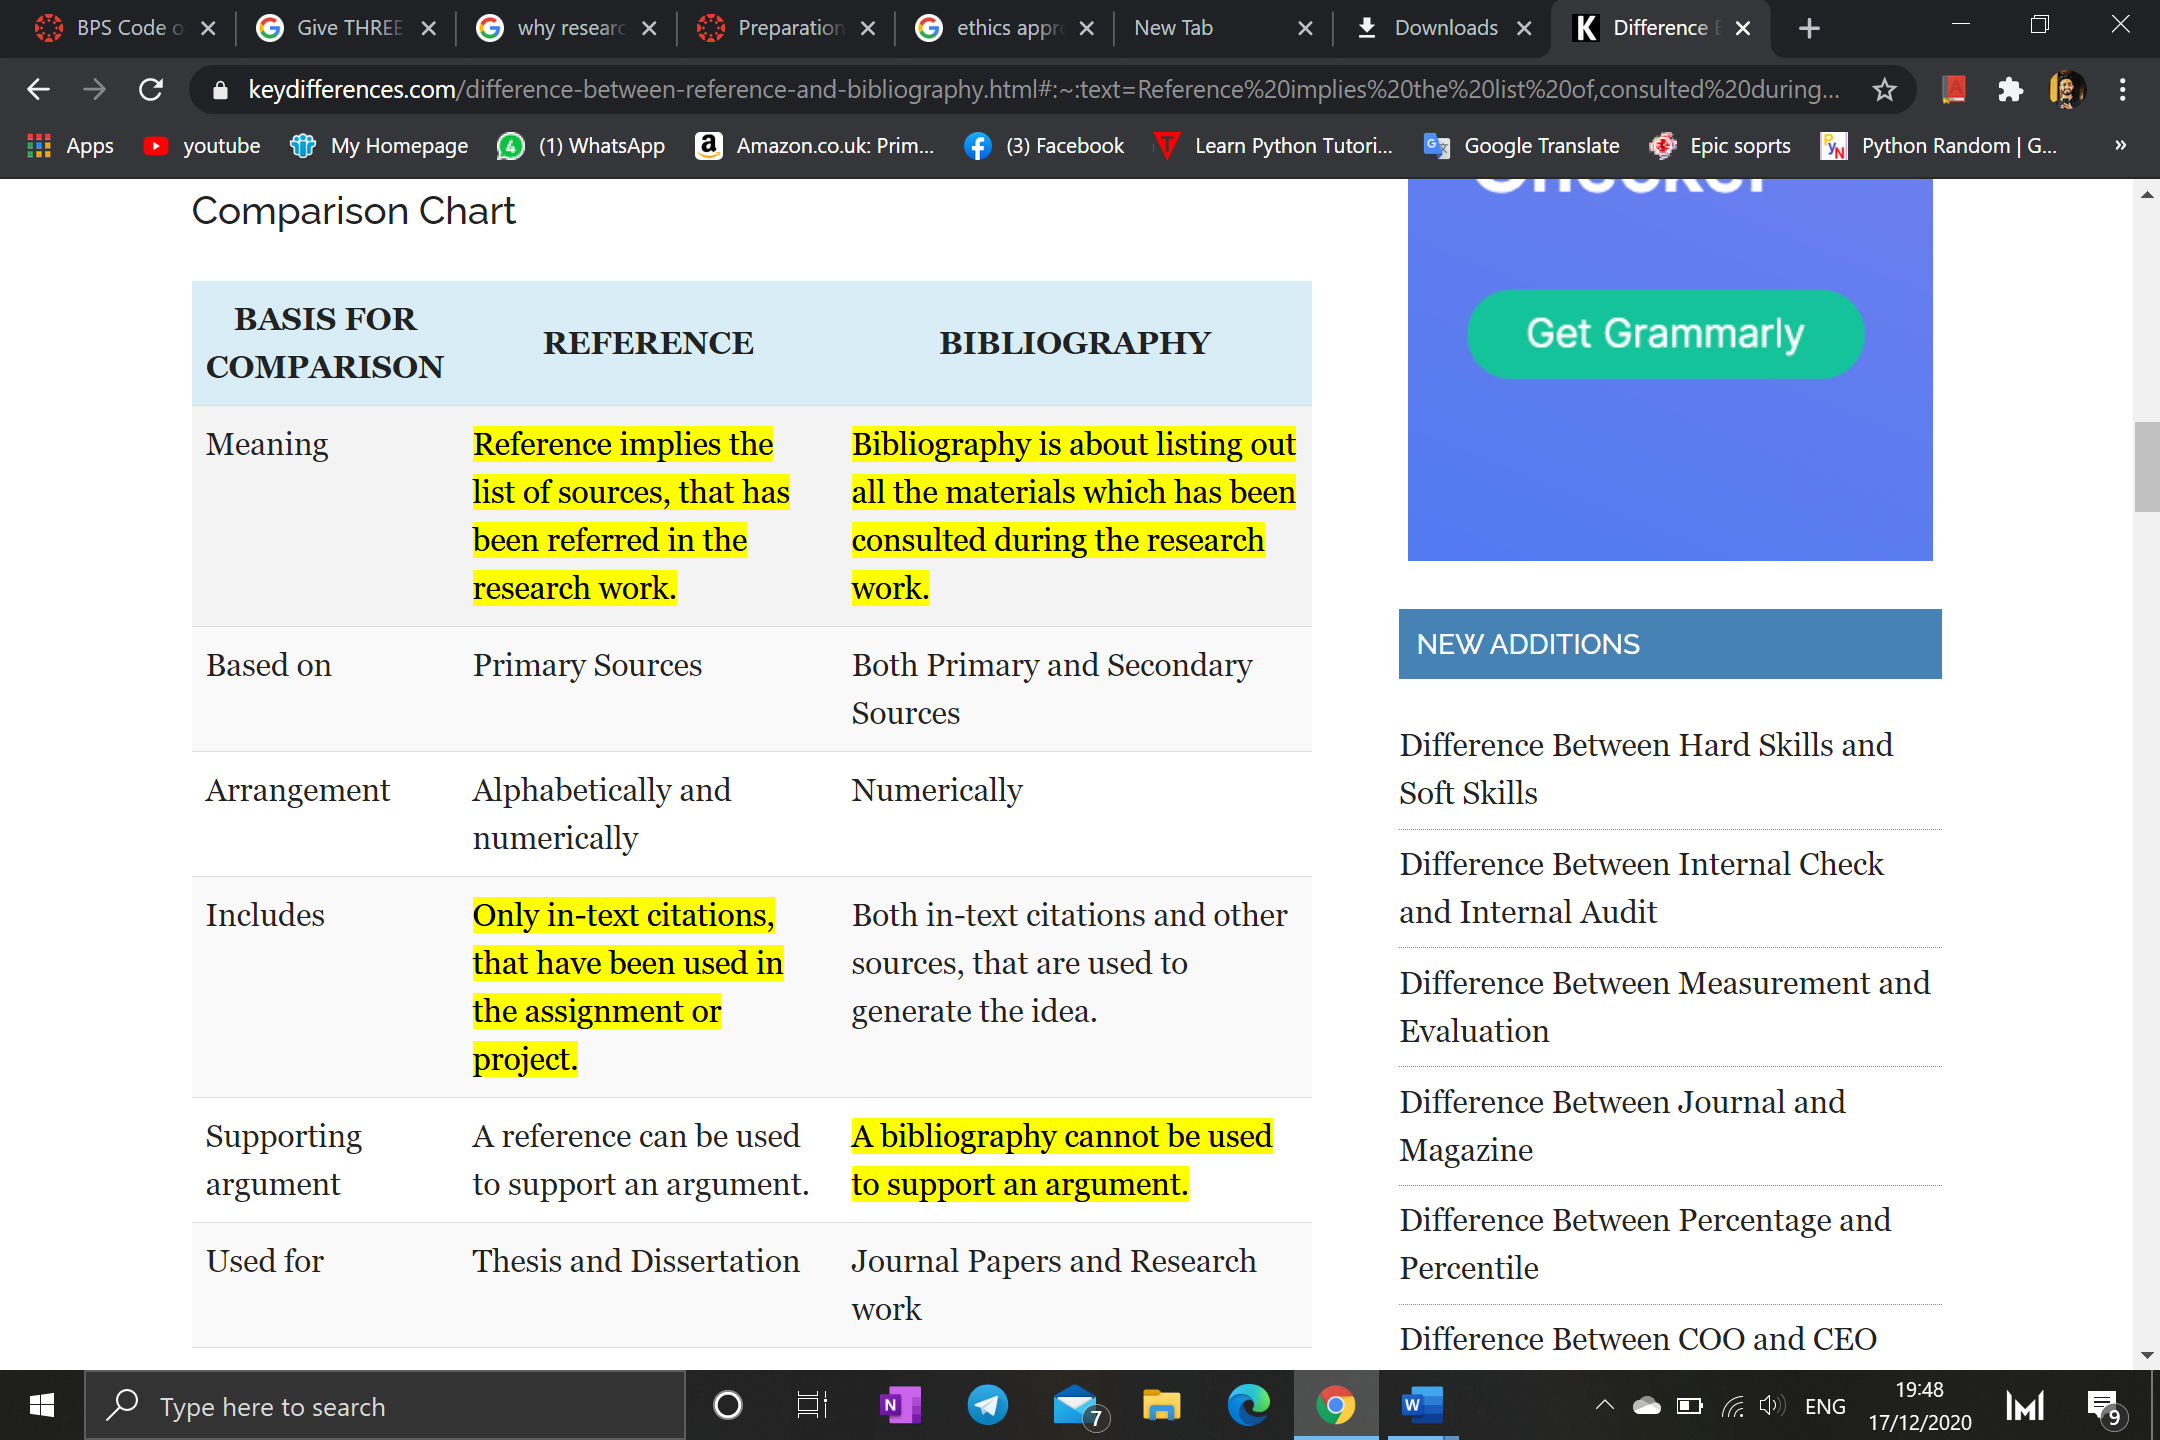 BPS Code o
Give THREE
why researc
Preparation
ethics appro
New Tab
Downloads
Difference B
keydifferences.com/difference-between-reference-and-bibliography.html#:~:text=Reference%20implies%20the%20list%20of,consulted%20during...
Apps
youtube
My Homepage
(1) WhatsApp
Amazon.co.uk: Prim...
(3) Facebook
Learn Python Tutori...
Google Translate
Epic soprts
Python Random | G...
»
Comparison Chart
BASIS FOR
COMPARISON
REFERENCE
BIBLIOGRAPHY
Meaning
Reference implies the
list of sources, that has
been referred in the
research work.
Bibliography is about listing out
all the materials which has been
consulted during the research
work.
Based on
Primary Sources
Both Primary and Secondary
Sources
Arrangement
Alphabetically and
numerically
Numerically
Includes
Only in-text citations,
that have been used in
the assignment or
project.
Both in-text citations and other
sources, that are used to
generate the idea.
Supporting
argument
A reference can be used
to support an argument.
A bibliography cannot be used
to support an argument.
Used for
Thesis and Dissertation
Journal Papers and Research
work
Get Grammarly
NEW ADDITIONS
Difference Between Hard Skills and
Soft Skills
Difference Between Internal Check
and Internal Audit
Difference Between Measurement and
Evaluation
Difference Between Journal and
Magazine
Difference Between Percentage and
Percentile
Difference Between COO and CEO
Type here to search
7
ENG
19:48
17/12/2020
9